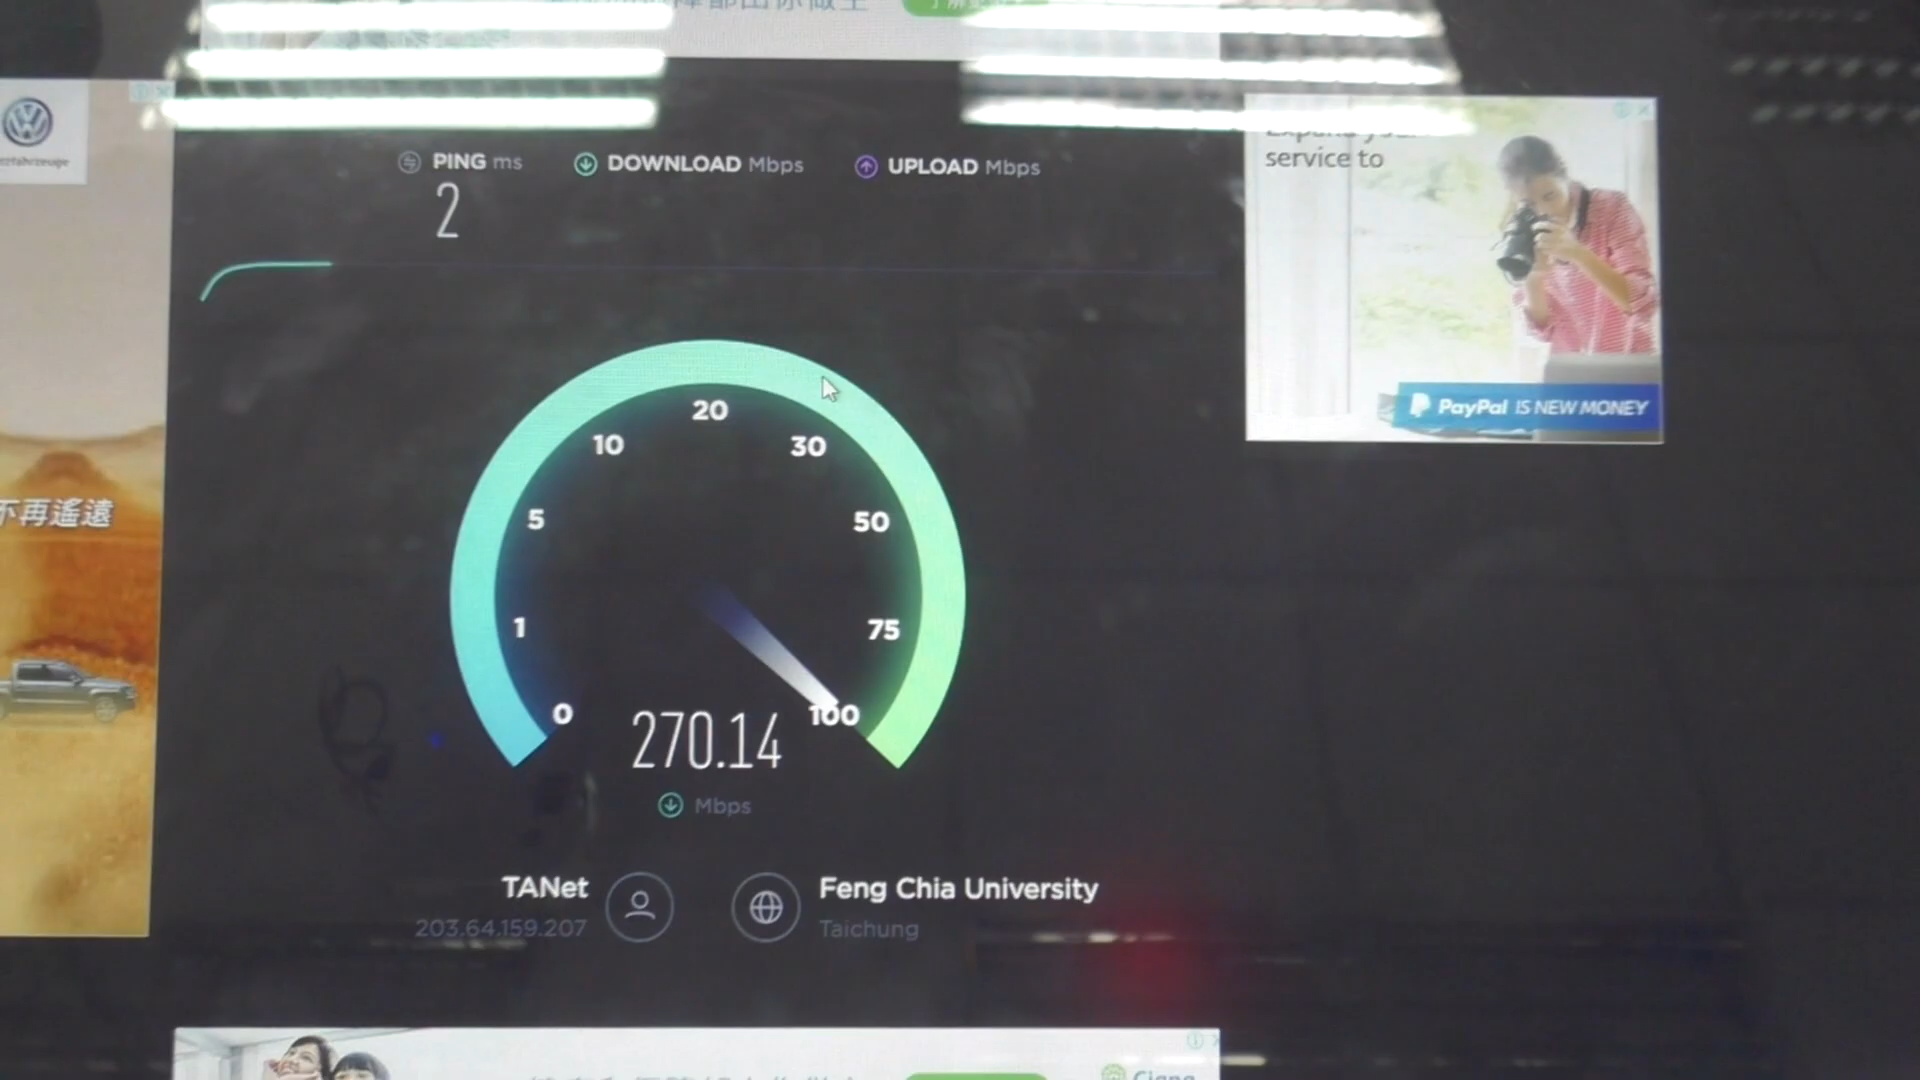 service to
PING ms
DOWNLOAD Mbps
UPLOAD Mbps
2
PayPal IS NEW MONEY
20
10
30
5
50
不再遙遠
1
75
0
100
270.14
Mbps
TANet
Feng Chia University
203.64.159.207
Taichung